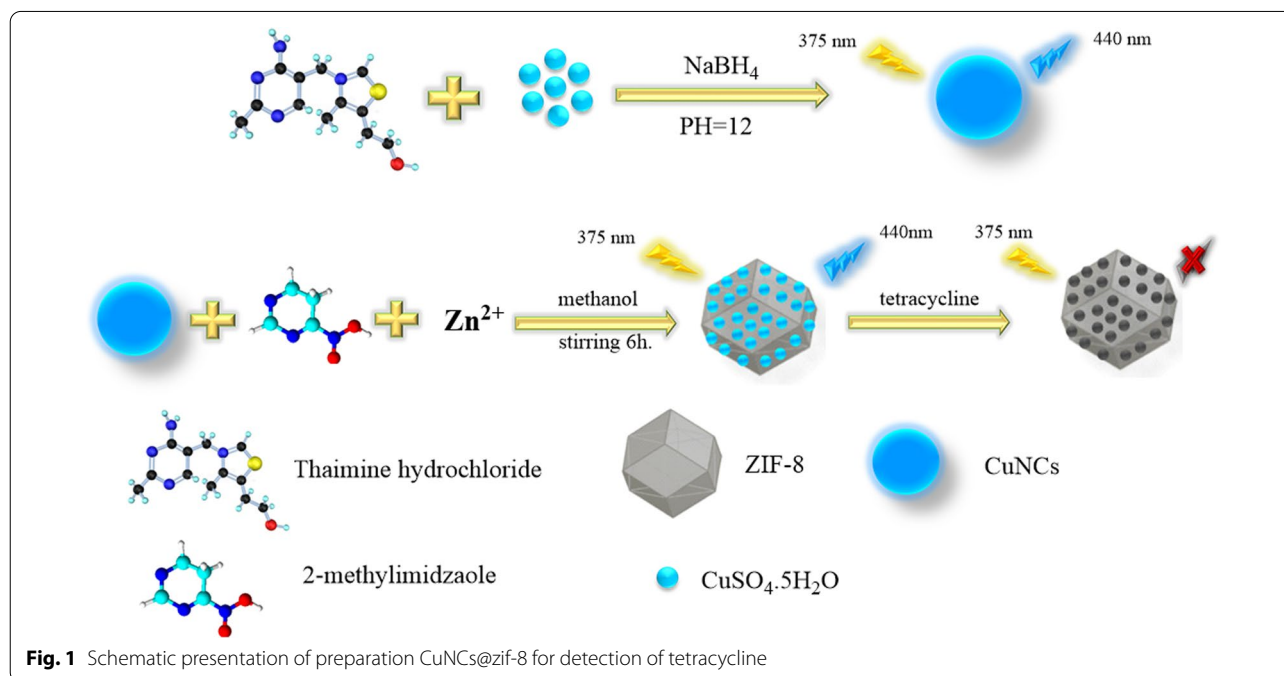 375 nm
440 nm
NaBH4
PH=12
375 nm
440nm
375 nm
methanol
tetracycline
Zn2+
stirring 6h.
Thaimine hydrochloride
ZIF-8
CuNCs
2-methylimidzaole
CuSO4.5H2O
Fig. 1 Schematic presentation of preparation CuNCs@zif-8 for detection of tetracycline